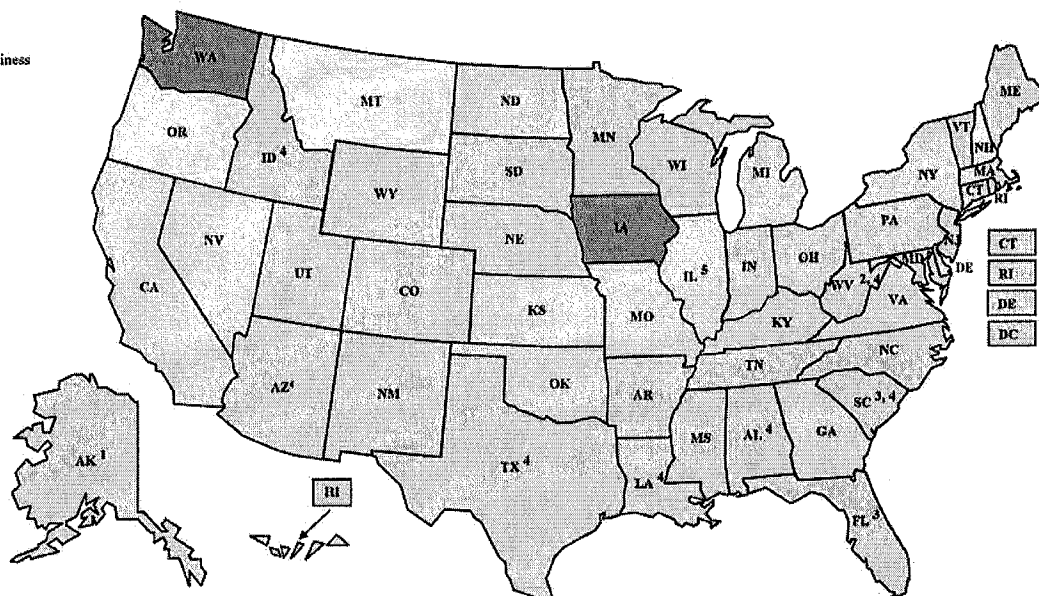 iness
WA
MT
ND
MN
ME
VT
NH
OR
ID 4
SD
WI
MI
NY
MA
CT
RI
WY
IA
PA
NE
NJ
CT
NV
UT
CO
IL 5
IN
OH
MD
DE
RI
CA
KS
MO
WV 2, 4
VA
DE
KY
DC
TN
NC
AZ 4
NM
OK
AR
SC 3, 4
MS
AL 4
GA
AK 1
TX 4
LA 4
HI
FL 3